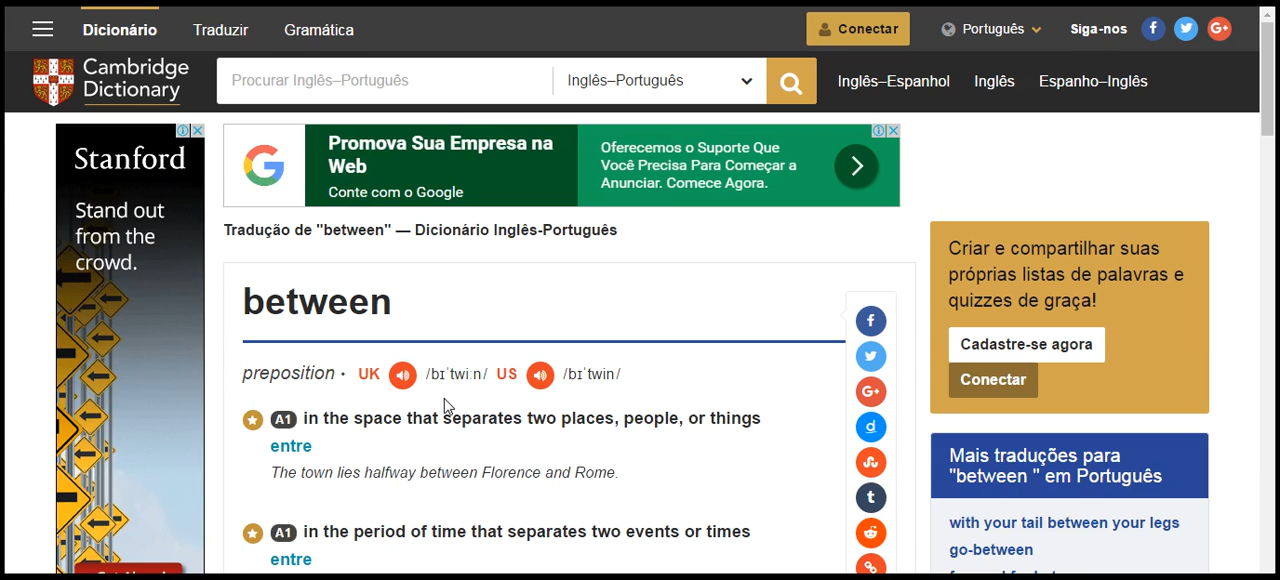 Dicionário
Traduzir
Gramática
Conectar
Português
Siga-nos
Cambridge
Dictionary
Procurar Inglês–Português
Inglês–Português
Inglês–Espanhol
Inglês
Espanho–Inglês
Stanford
Stand out
from the
crowd.
Promova Sua Empresa na
Web
Conte com o Google
Oferecemos o Suporte Que
Você Precisa Para Começar a
Anunciar. Comece Agora.
Tradução de "between" — Dicionário Inglês-Português
between
preposition · UK /bɪˈtwiːn/ US /bɪˈtwin/
A1 in the space that separates two places, people, or things
entre
The town lies halfway between Florence and Rome.
A1 in the period of time that separates two events or times
entre
Criar e compartilhar suas
próprias listas de palavras e
quizzes de graça!
Cadastre-se agora
Conectar
Mais traduções para
"between " em Português
with your tail between your legs
go-between